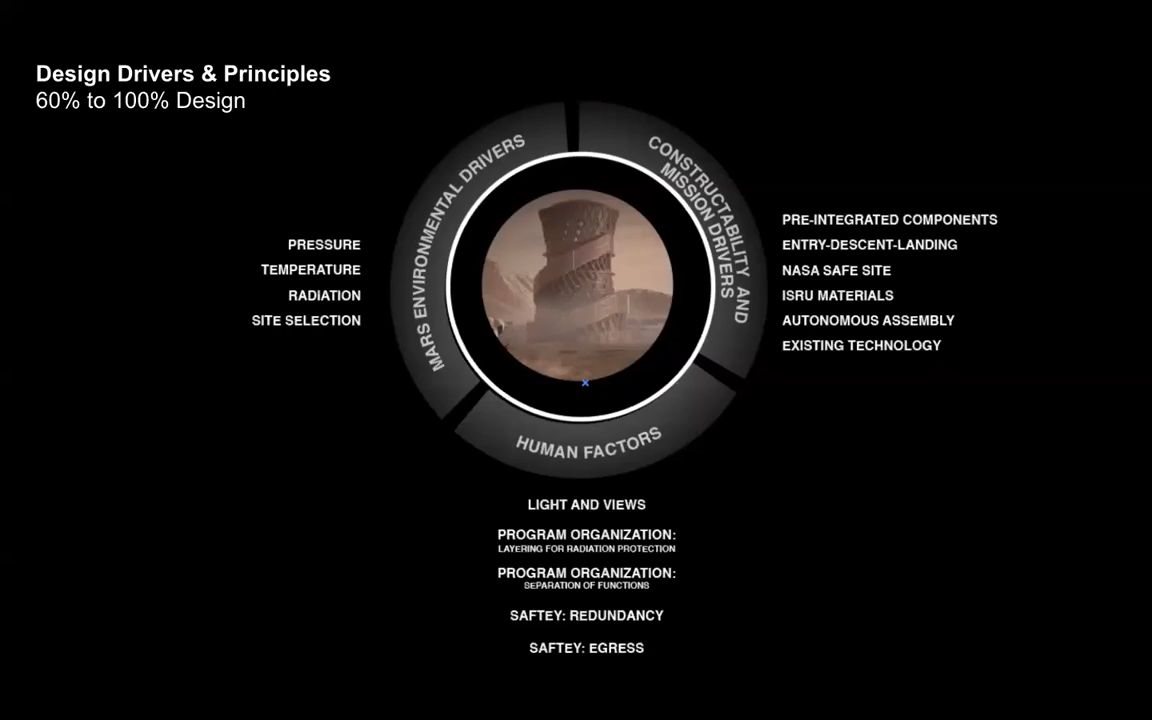 Design Drivers & Principles
60% to 100% Design
MARS ENVIRONMENTAL DRIVERS
PRESSURE
TEMPERATURE
RADIATION
SITE SELECTION
CONSTRUCTABILITY AND
MISSION DRIVERS
PRE-INTEGRATED COMPONENTS
ENTRY-DESCENT-LANDING
NASA SAFE SITE
ISRU MATERIALS
AUTONOMOUS ASSEMBLY
EXISTING TECHNOLOGY
HUMAN FACTORS
LIGHT AND VIEWS
PROGRAM ORGANIZATION:
LAYERING FOR RADIATION PROTECTION
PROGRAM ORGANIZATION:
SEPARATION OF FUNCTIONS
SAFTEY: REDUNDANCY
SAFTEY: EGRESS